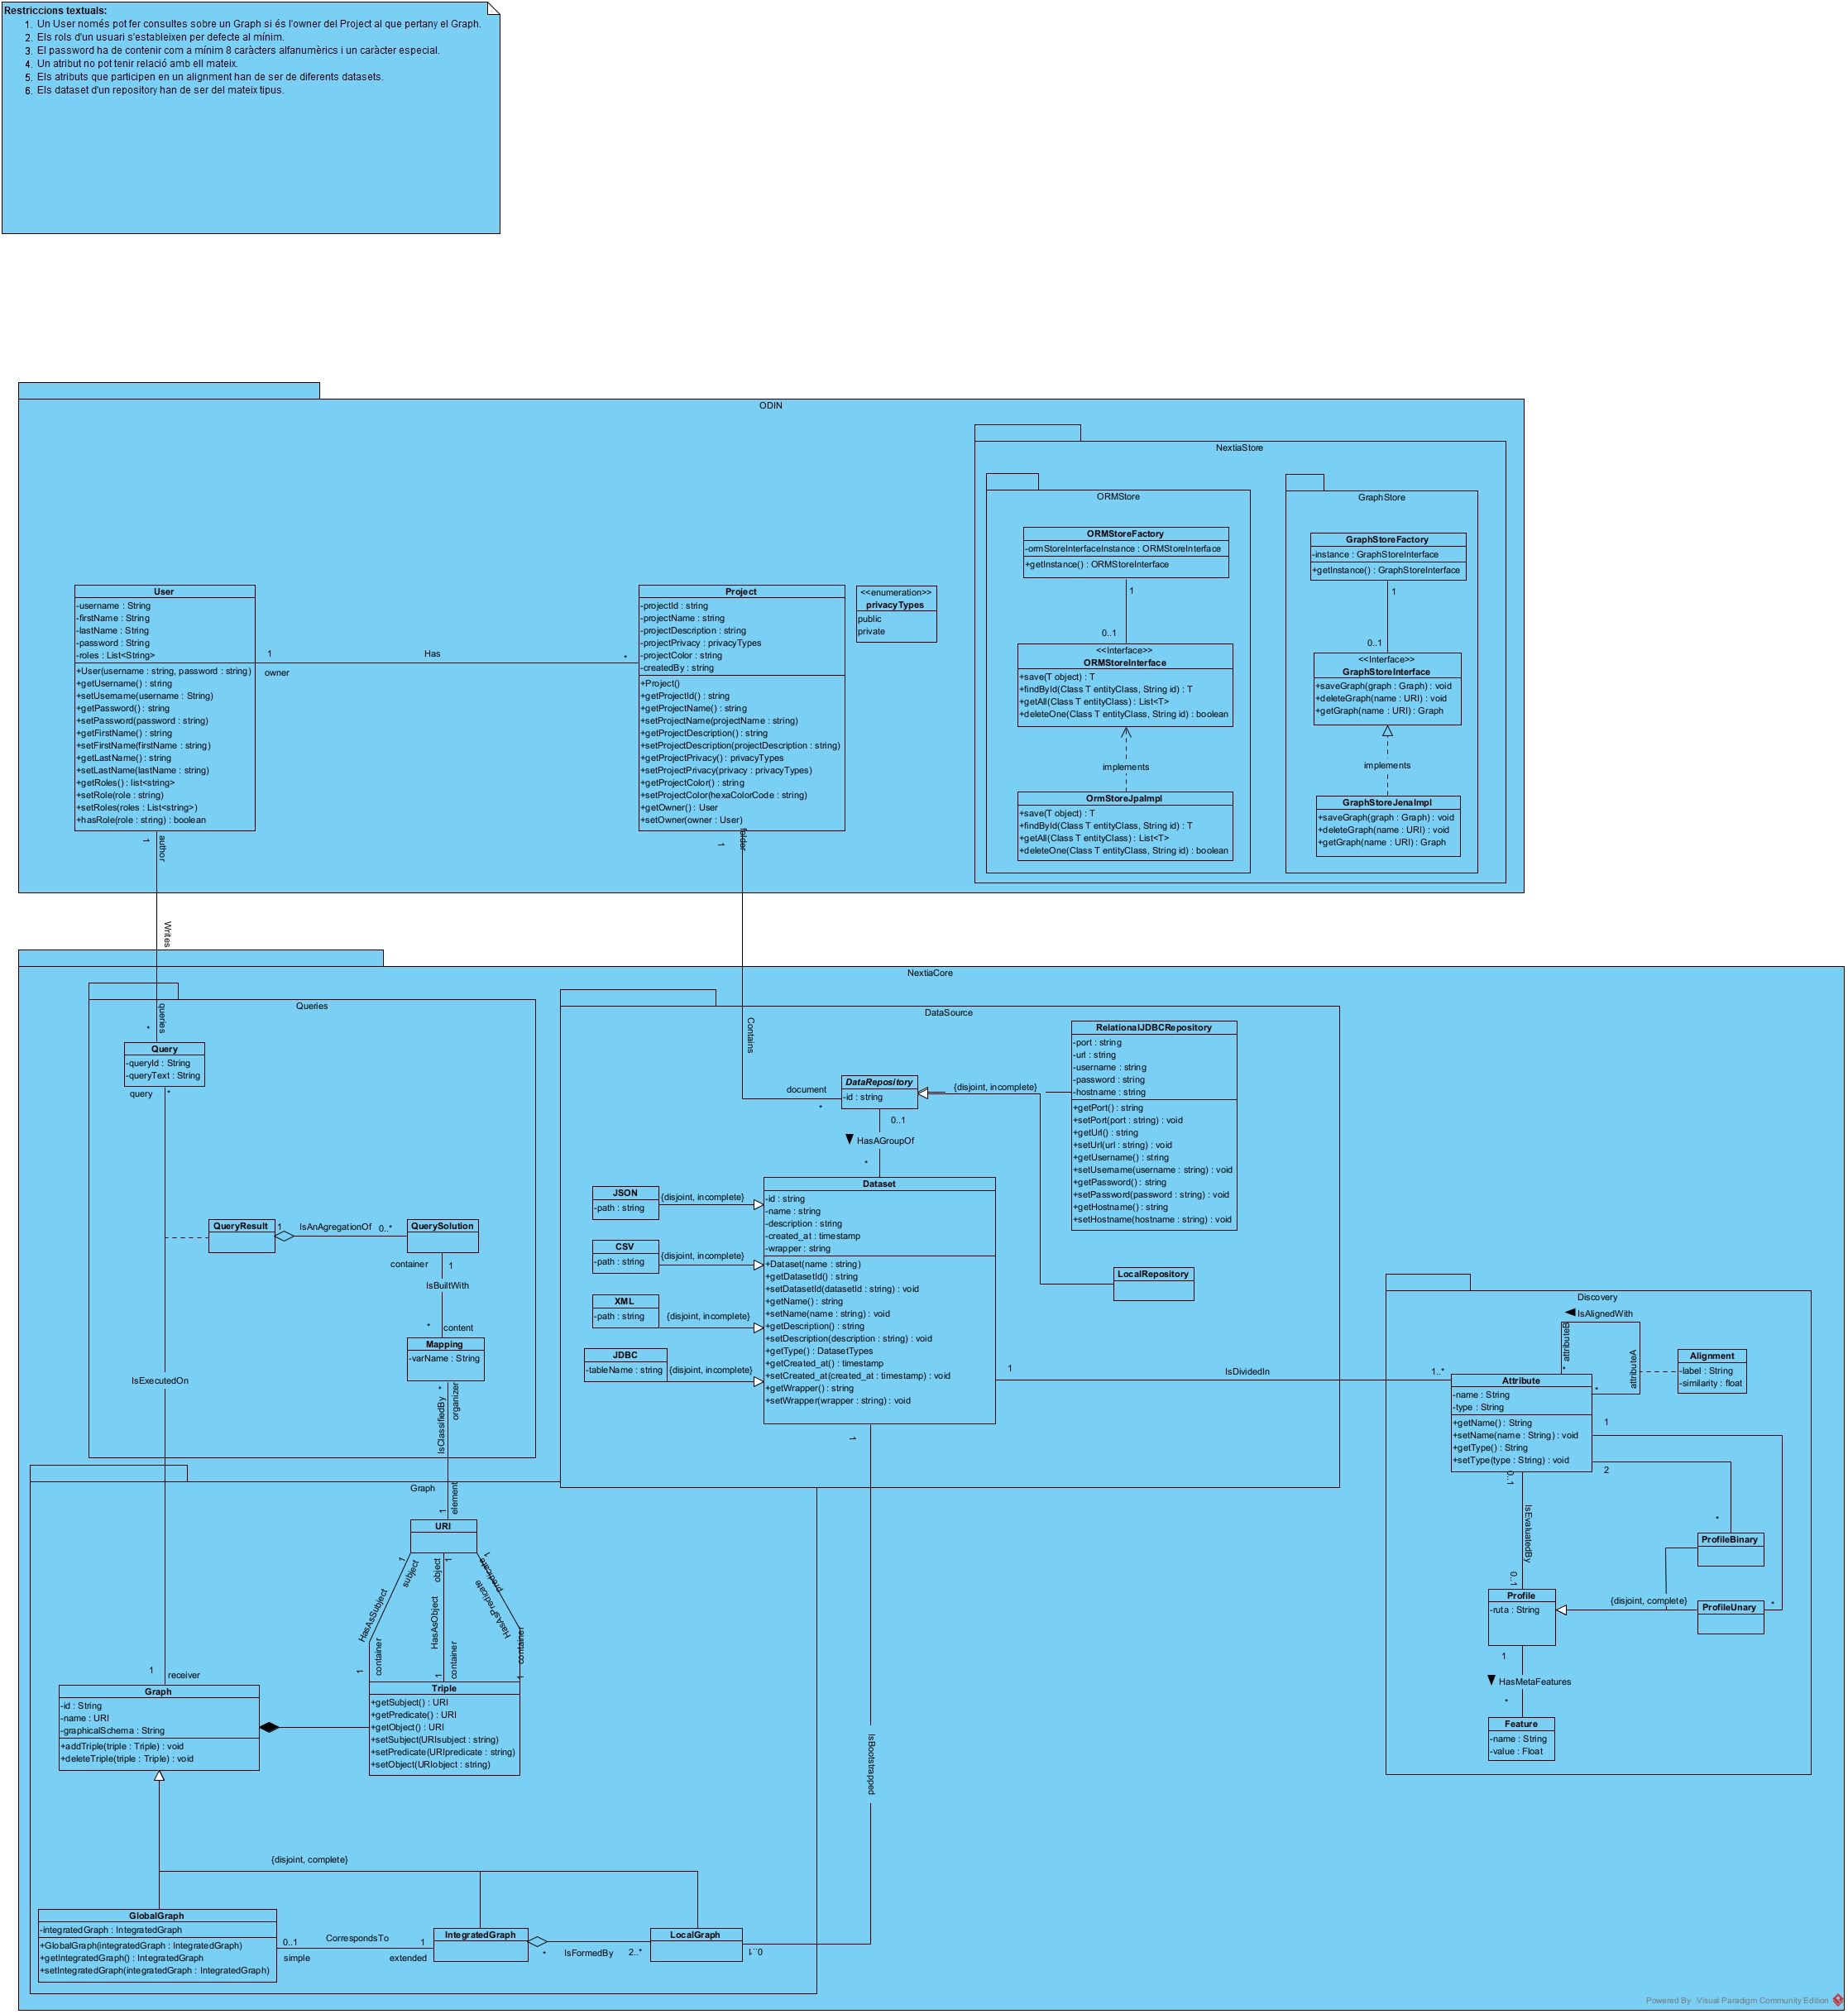 Restriccions textuals:
1. Un User només pot fer consultes sobre un Graph si és l'owner del Project al que pertany el Graph.
2. Els rols d'un usuari s'estableixen per defecte al mínim.
3. El password ha de contenir com a mínim 8 caràcters alfanumèrics i un caràcter especial.
4. Un atribut no pot tenir relació amb ell mateix.
5. Els atributs que participen en un alignment han de ser de diferents datasets.
6. Els dataset d'un repository han de ser del mateix tipus.
ODIN
NextiaStore
ORMStore
ORMStoreFactory
-ormStoreInterfaceInstance : ORMStoreInterface
+getInstance() : ORMStoreInterface
1
0..1
<<Interface>>
ORMStoreInterface
+save(T object) : T
+findById(Class T entityClass, String id) : T
+getAll(Class T entityClass) : List<T>
+deleteOne(Class T entityClass, String id) : boolean
implements
OrmStoreJpaImpl
+save(T object) : T
+findById(Class T entityClass, String id) : T
+getAll(Class T entityClass) : List<T>
+deleteOne(Class T entityClass, String id) : boolean
GraphStore
GraphStoreFactory
-instance : GraphStoreInterface
+getInstance() : GraphStoreInterface
1
0..1
<<Interface>>
GraphStoreInterface
+saveGraph(graph : Graph) : void
+deleteGraph(name : URI) : void
+getGraph(name : URI) : Graph
implements
GraphStoreJenaImpl
+saveGraph(graph : Graph) : void
+deleteGraph(name : URI) : void
+getGraph(name : URI) : Graph
User
-username : String
-firstName : String
-lastName : String
-password : String
-roles : List<String>
+User(username : string, password : string)
+getUsername() : string
+setUsername(username : String)
+getPassword() : string
+setPassword(password : string)
+getFirstName() : string
+setFirstName(firstName : string)
+getLastName() : string
+setLastName(lastName : string)
+getRoles() : list<string>
+setRole(role : string)
+setRoles(roles : List<string>)
+hasRole(role : string) : boolean
1
owner
Has
*
Project
-projectId : string
-projectName : string
-projectDescription : string
-projectPrivacy : privacyTypes
-projectColor : string
-createdBy : string
+Project()
+getProjectId() : string
+getProjectName() : string
+setProjectName(projectName : string)
+getProjectDescription() : string
+setProjectDescription(projectDescription : string)
+getProjectPrivacy() : privacyTypes
+setProjectPrivacy(privacy : privacyTypes)
+getProjectColor() : string
+setProjectColor(hexaColorCode : string)
+getOwner() : User
+setOwner(owner : User)
<<enumeration>>
privacyTypes
public
private
1
author
Writes
queries
*
1
folder
Contains
document
*
NextiaCore
Queries
Query
-queryId : String
-queryText : String
query
*
IsExecutedOn
1
receiver
QueryResult
1
IsAnAgregationOf
0..*
QuerySolution
container
1
IsBuiltWith
*
content
Mapping
-varName : String
*
organizer
IsClassifiedBy
element
1
DataSource
DataRepository
-id : string
{disjoint, incomplete}
0..1
HasAGroupOf
*
RelationalJDBCRepository
-port : string
-url : string
-username : string
-password : string
-hostname : string
+getPort() : string
+setPort(port : string) : void
+getUrl() : string
+setUrl(url : string) : void
+getUsername() : string
+setUsername(username : string) : void
+getPassword() : string
+setPassword(password : string) : void
+getHostname() : string
+setHostname(hostname : string) : void
LocalRepository
JSON
-path : string
{disjoint, incomplete}
CSV
-path : string
{disjoint, incomplete}
XML
-path : string
{disjoint, incomplete}
JDBC
-tableName : string
{disjoint, incomplete}
Dataset
-id : string
-name : string
-description : string
-created_at : timestamp
-wrapper : string
+Dataset(name : string)
+getDatasetId() : string
+setDatasetId(datasetId : string) : void
+getName() : string
+setName(name : string) : void
+getDescription() : string
+setDescription(description : string) : void
+getType() : DatasetTypes
+getCreated_at() : timestamp
+setCreated_at(created_at : timestamp) : void
+getWrapper() : string
+setWrapper(wrapper : string) : void
1
IsDividedIn
1..*
1
IsBootstrapped
0..1
Discovery
IsAlignedWith
attributeB
*
attributeA
*
Alignment
-label : String
-similarity : float
Attribute
-name : String
-type : String
+getName() : String
+setName(name : String) : void
+getType() : String
+setType(type : String) : void
1
2
*
*
0..1
IsEvaluatedBy
0..1
ProfileBinary
ProfileUnary
{disjoint, complete}
Profile
-ruta : String
1
HasMetaFeatures
*
Feature
-name : String
-value : Float
Graph
URI
1
subject
HasAsSubject
container
1
1
object
HasAsObject
container
1
1
predicate
HasAsPredicate
container
1
Graph
-id : String
-name : URI
-graphicalSchema : String
+addTriple(triple : Triple) : void
+deleteTriple(triple : Triple) : void
Triple
+getSubject() : URI
+getPredicate() : URI
+getObject() : URI
+setSubject(URIsubject : string)
+setPredicate(URIpredicate : string)
+setObject(URIobject : string)
{disjoint, complete}
GlobalGraph
-integratedGraph : IntegratedGraph
+GlobalGraph(integratedGraph : IntegratedGraph)
+getIntegratedGraph() : IntegratedGraph
+setIntegratedGraph(integratedGraph : IntegratedGraph)
0..1
simple
CorrespondsTo
1
extended
IntegratedGraph
*
IsFormedBy
2..*
LocalGraph
Powered By: Visual Paradigm Community Edition